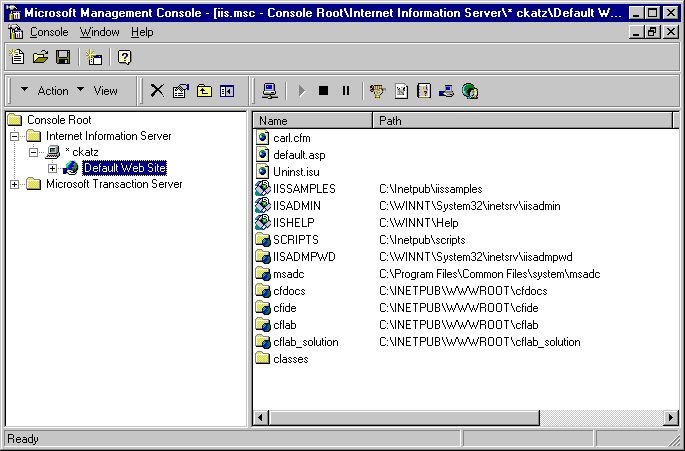 Microsoft Management Console - [iis.msc - Console Root\Internet Information Server\* ckatz\Default W...
Console Window Help
Action View
Console Root
Internet Information Server
* ckatz
Default Web Site
Microsoft Transaction Server
Name Path
carl.cfm
default.asp
Uninst.isu
IISSAMPLES C:\Inetpub\iissamples
IISADMIN C:\WINNT\System32\inetsrv\iisadmin
IISHELP C:\WINNT\Help
SCRIPTS C:\Inetpub\scripts
IISADMPWD C:\WINNT\System32\inetsrv\iisadmpwd
msadc C:\Program Files\Common Files\system\msadc
cfdocs C:\INETPUB\WWWROOT\cfdocs
cfide C:\INETPUB\WWWROOT\cfide
cflab C:\INETPUB\WWWROOT\cflab
cflab_solution C:\INETPUB\WWWROOT\cflab_solution
classes
Ready